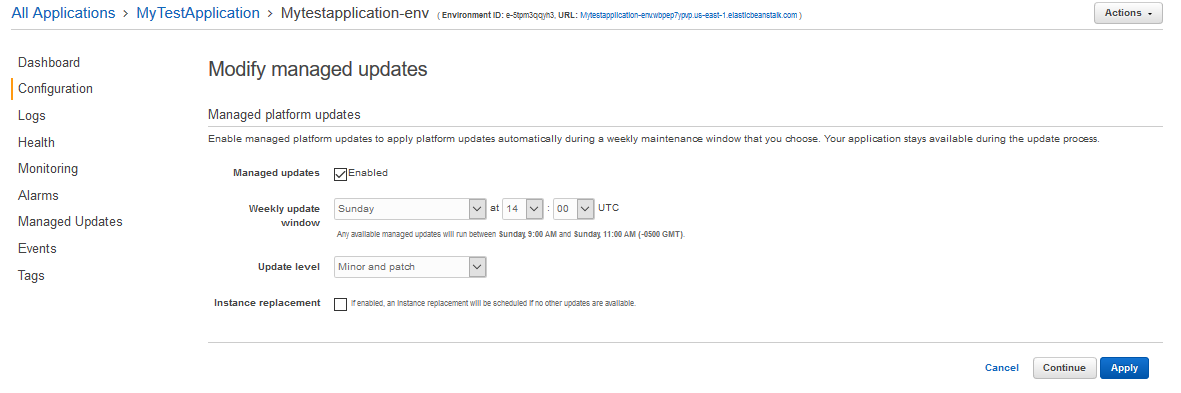 All Applications > MyTestApplication > Mytestapplication-env ( Environment ID: e-5tpm3qqyh3, URL: Mytestapplication-env.wbpep7ypvp.us-east-1.elasticbeanstalk.com )
Actions
Dashboard
Configuration
Logs
Health
Monitoring
Alarms
Managed Updates
Events
Tags
Modify managed updates
Managed platform updates
Enable managed platform updates to apply platform updates automatically during a weekly maintenance window that you choose. Your application stays available during the update process.
Managed updates Enabled
Weekly update window Sunday at 14 : 00 UTC
Any available managed updates will run between Sunday, 9:00 AM and Sunday, 11:00 AM (-0500 GMT).
Update level Minor and patch
Instance replacement If enabled, an instance replacement will be scheduled if no other updates are available.
Cancel Continue Apply